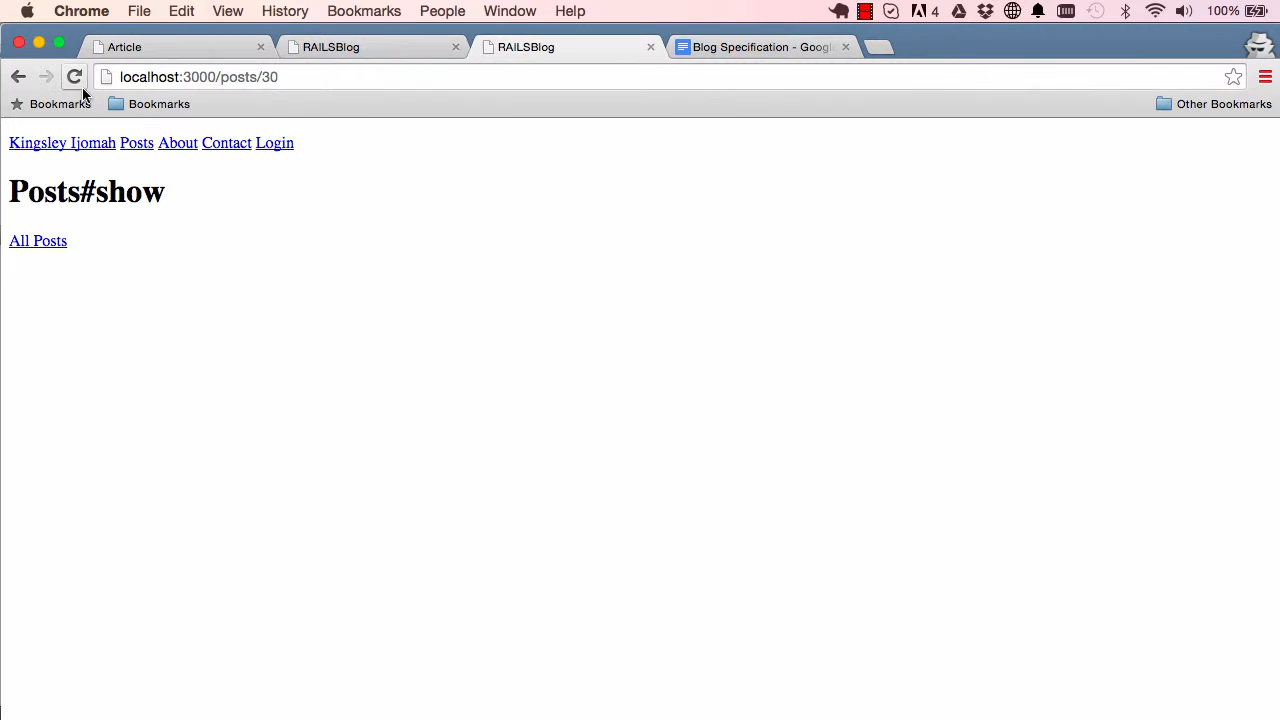 Chrome File Edit View History Bookmarks People Window Help 4 100%
Article RAILSBlog RAILSBlog Blog Specification - Googl
localhost:3000/posts/30
Bookmarks Bookmarks Other Bookmarks
Kingsley Ijomah Posts About Contact Login
Posts#show
All Posts